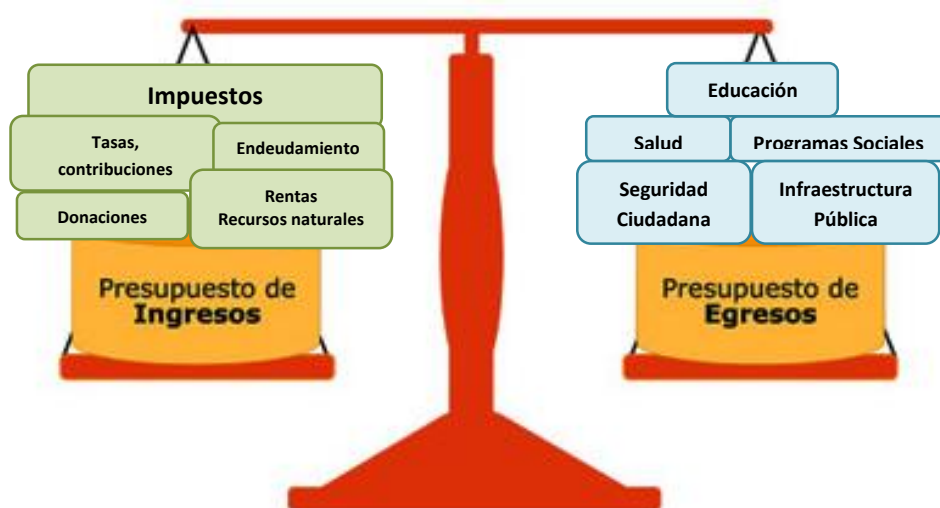 Impuestos
Tasas,
contribuciones
Endeudamiento
Donaciones
Rentas
Recursos naturales
Presupuesto de
Ingresos
Educación
Salud
Programas Sociales
Seguridad
Ciudadana
Infraestructura
Pública
Presupuesto de
Egresos